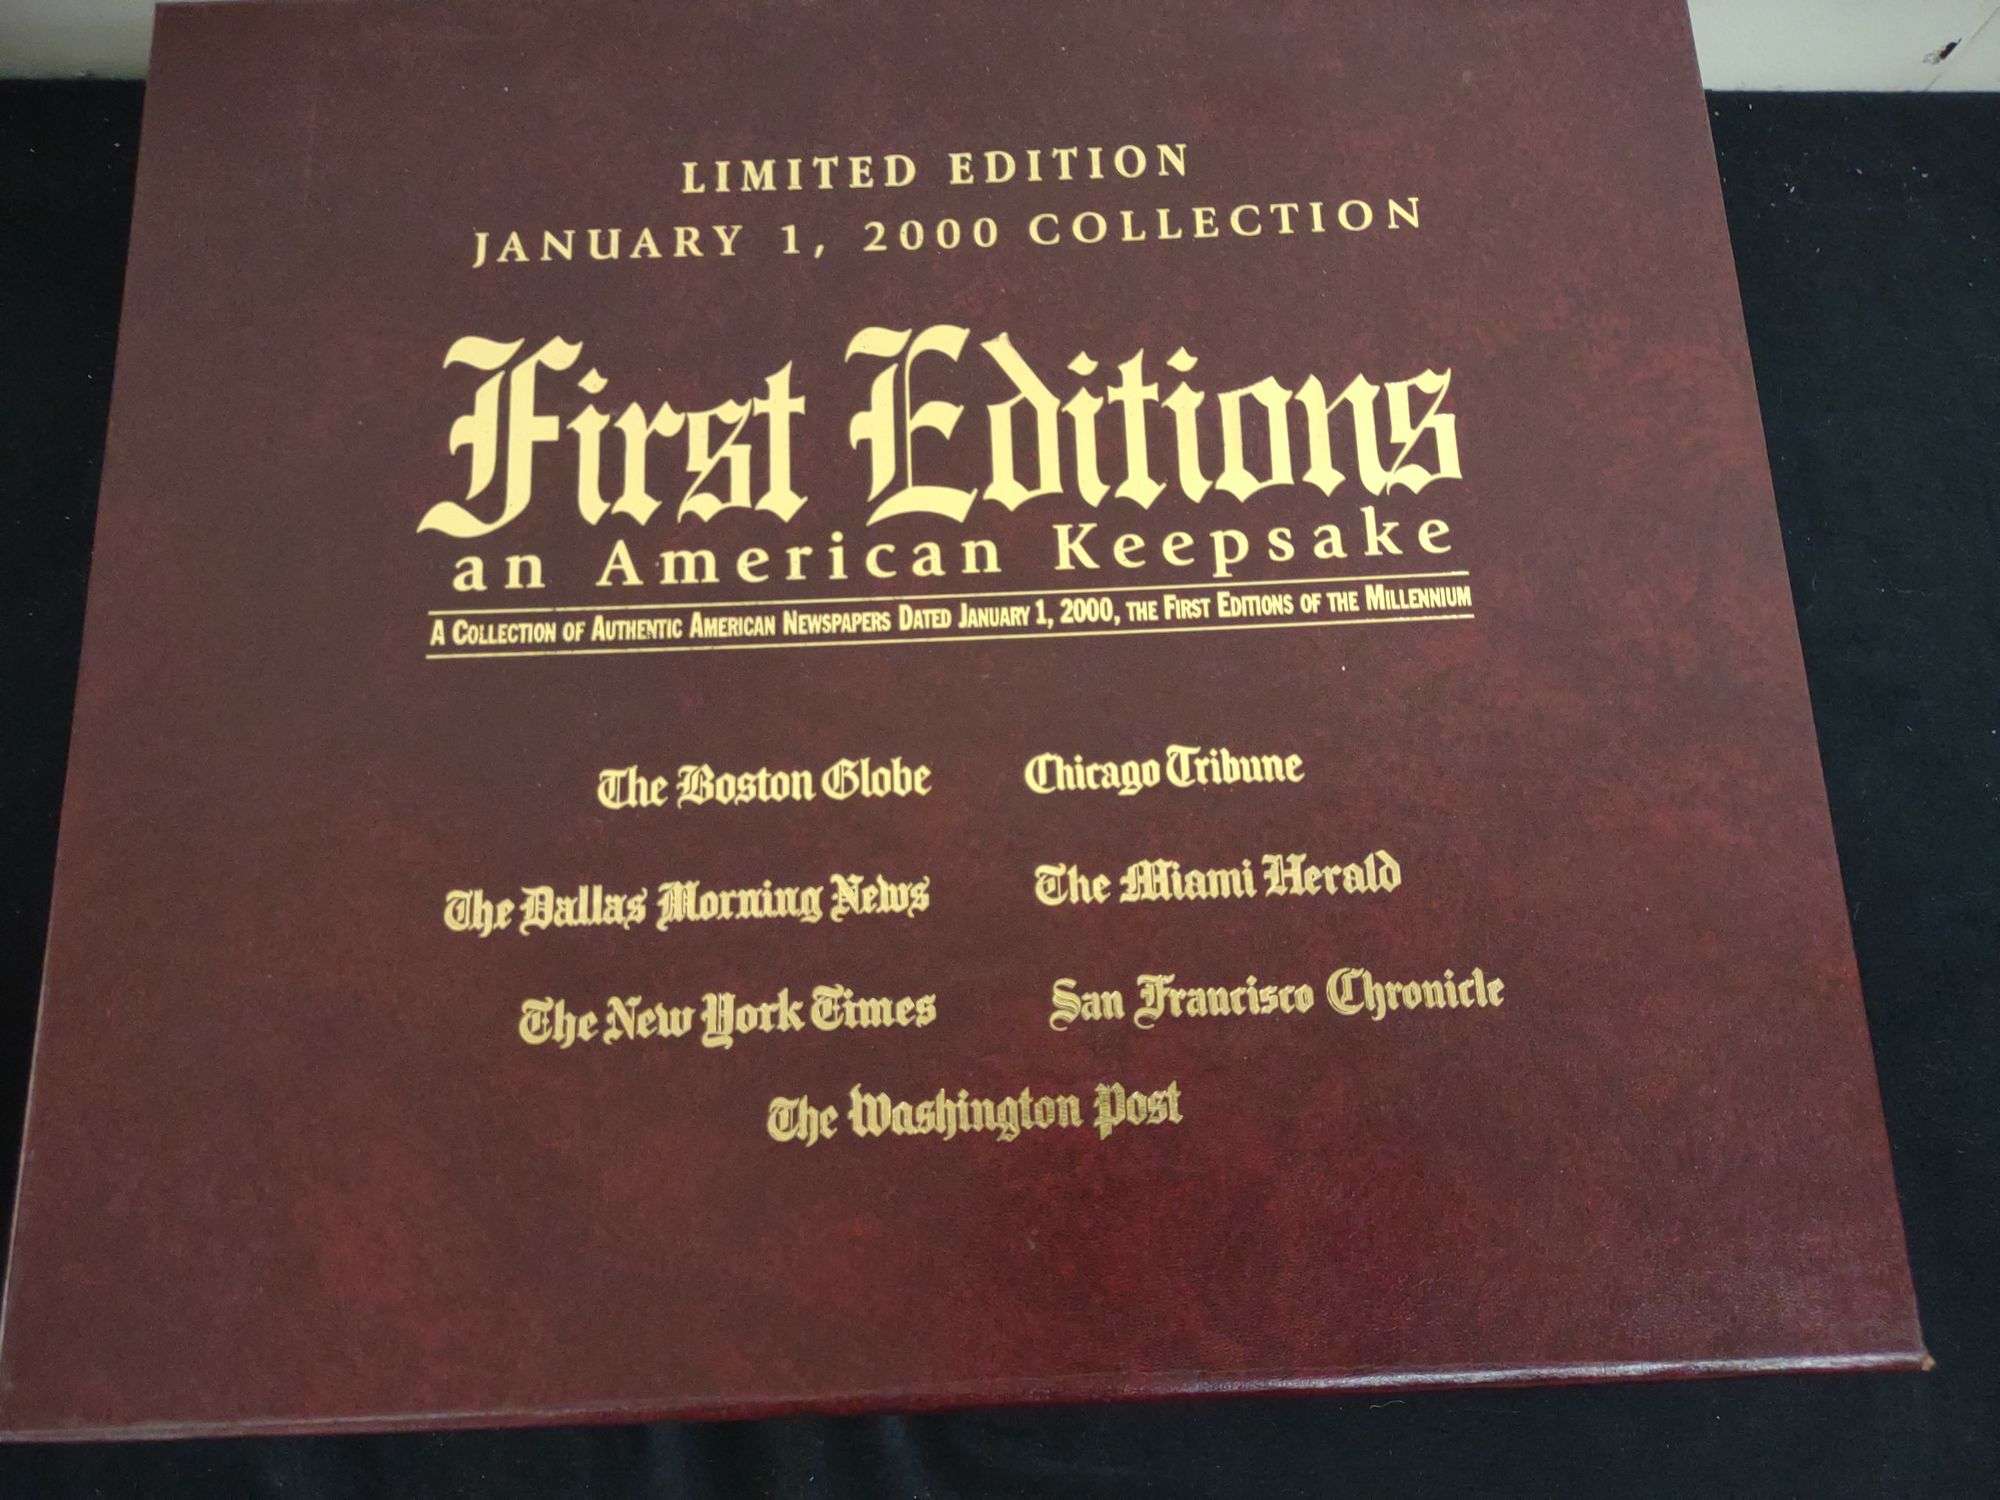 LIMITED EDITION
JANUARY 1, 2000 COLLECTION
First Editions
an American Keepsake
A COLLECTION OF AUTHENTIC AMERICAN NEWSPAPERS DATED JANUARY 1, 2000, THE FIRST EDITIONS OF THE MILLENNIUM
The Boston Globe
Chicago Tribune
The Dallas Morning News
The Miami Herald
The New York Times
San Francisco Chronicle
The Washington Post